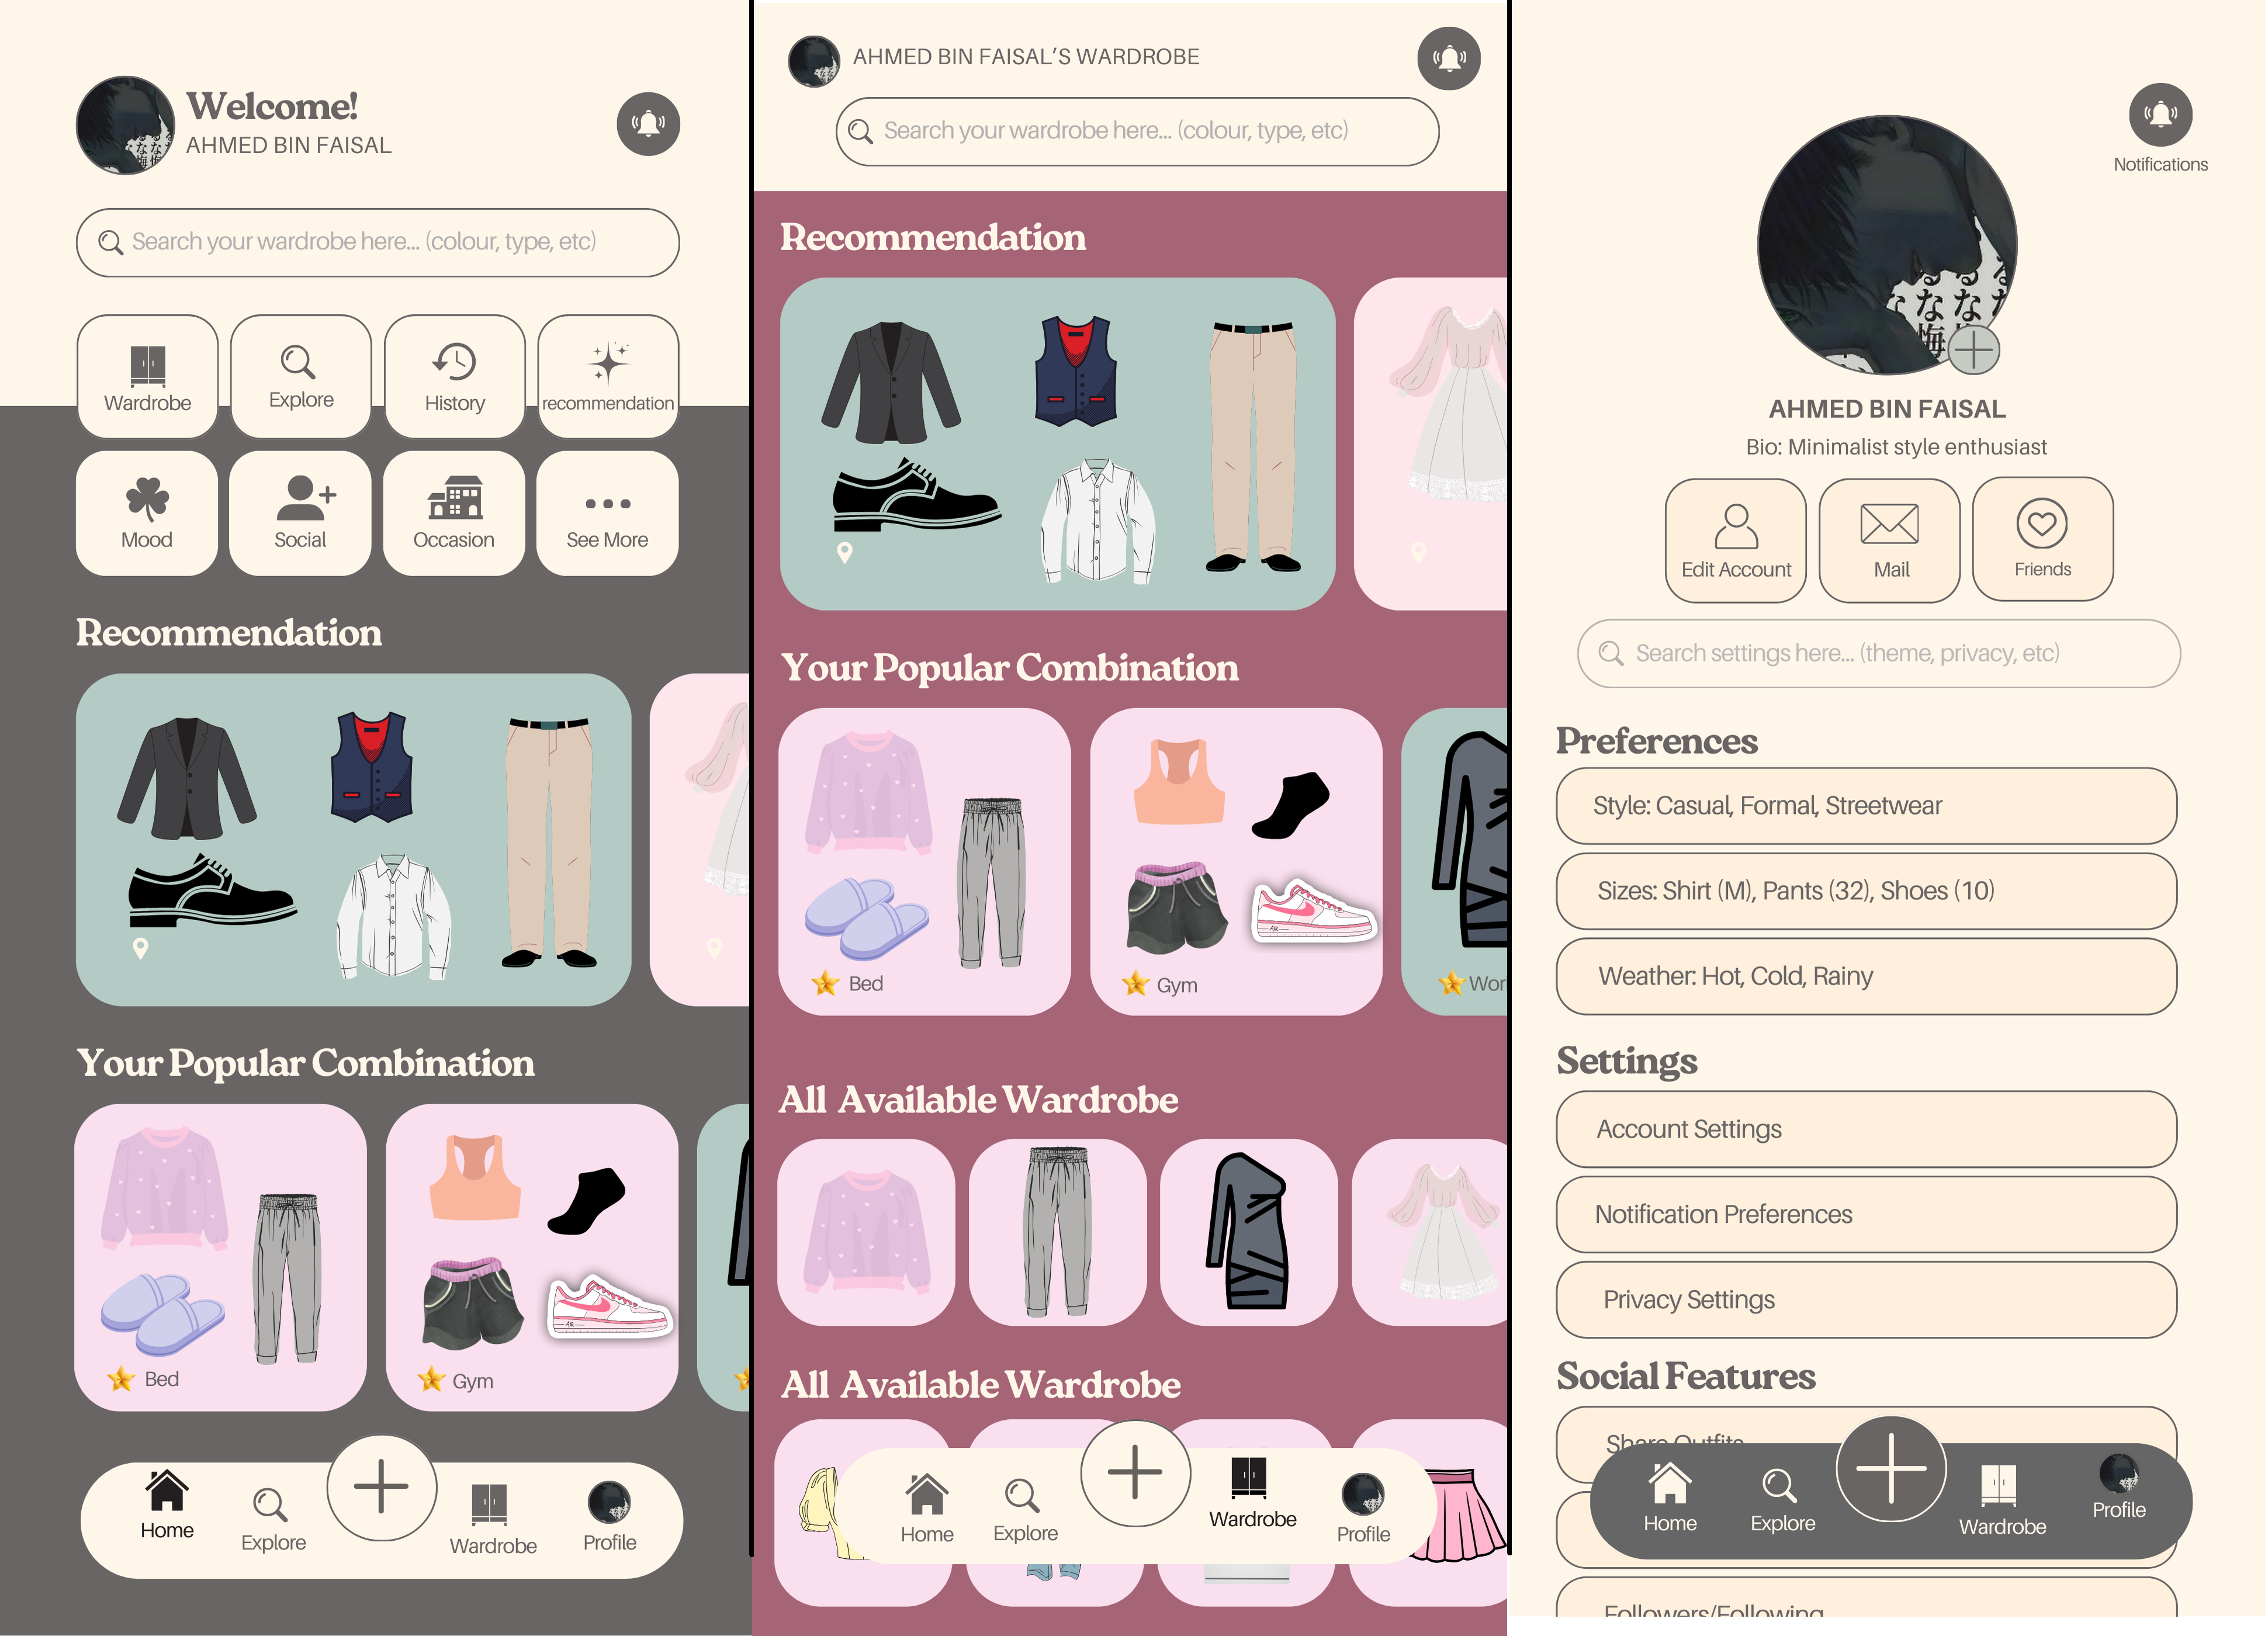 Welcome!
AHMED BIN FAISAL
Search your wardrobe here... (colour, type, etc)
Wardrobe
Explore
History
recommendation
Mood
Social
Occasion
See More
Recommendation
Your Popular Combination
Bed
Gym
Home
Explore
Wardrobe
Profile
AHMED BIN FAISAL’S WARDROBE
Search your wardrobe here... (colour, type, etc)
Recommendation
Your Popular Combination
Bed
Gym
Wor
All Available Wardrobe
All Available Wardrobe
Home
Explore
Wardrobe
Profile
Notifications
AHMED BIN FAISAL
Bio: Minimalist style enthusiast
Edit Account
Mail
Friends
Search settings here... (theme, privacy, etc)
Preferences
Style: Casual, Formal, Streetwear
Sizes: Shirt (M), Pants (32), Shoes (10)
Weather: Hot, Cold, Rainy
Settings
Account Settings
Notification Preferences
Privacy Settings
Social Features
Share Outfits
Home
Explore
Wardrobe
Profile
Followers/Following